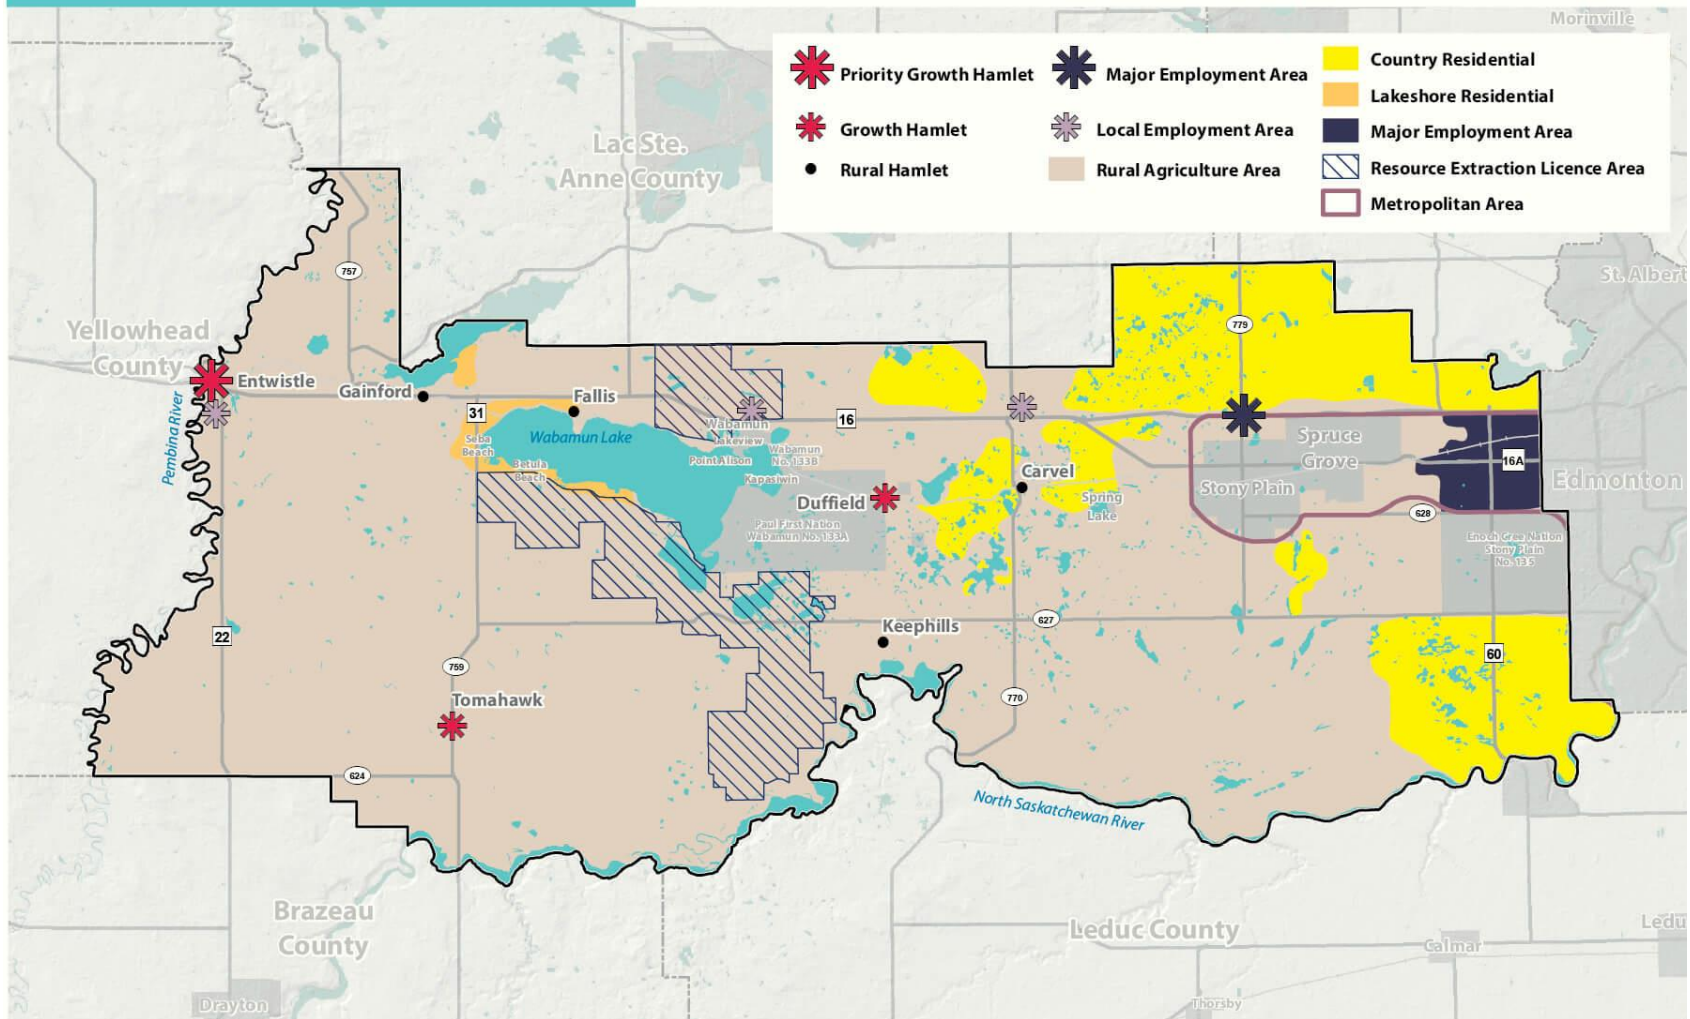 Morinville
Priority Growth Hamlet
Major Employment Area
Country Residential
Growth Hamlet
Local Employment Area
Lakeshore Residential
Rural Hamlet
Rural Agriculture Area
Major Employment Area
Resource Extraction Licence Area
Metropolitan Area
Lac Ste.
Anne County
St. Albert
757
779
Yellowhead
County
Entwistle
Gainford
Fallis
31
16
Pembina River
Wabamun Lake
Seba
Beach
Betula
Beach
Wabamun
Lakeview
Point Alison
Wabamun
No. 133B
Kapasiwin
Duffield
Paul First Nation
Wabamun No. 133A
Carvel
Spring
Lake
Spruce
Grove
Stony Plain
16A
Edmonton
628
Enoch Cree Nation
Stony Plain
No. 135
22
759
Tomahawk
624
Keephills
627
770
60
North Saskatchewan River
Brazeau
County
Drayton
Leduc County
Calmar
Thorsby
Ledu